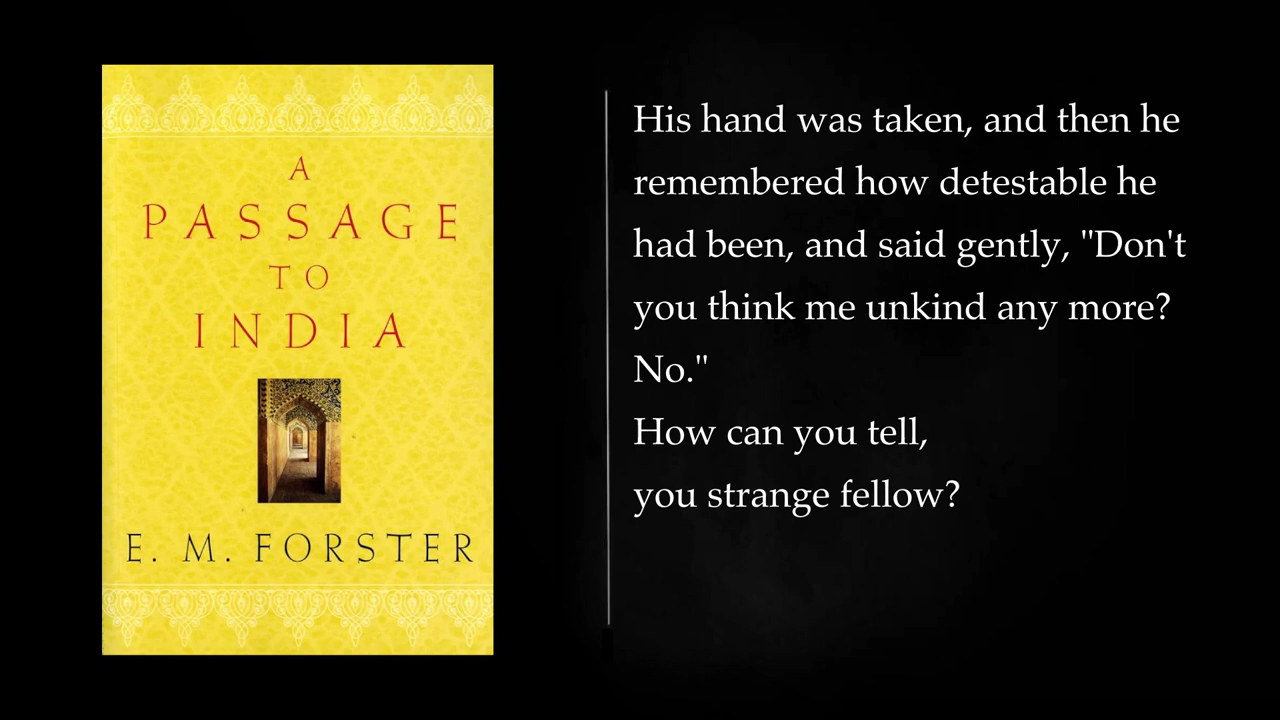 A
PASSAGE
TO
INDIA
E. M. FORSTER
His hand was taken, and then he
remembered how detestable he
had been, and said gently, "Don't
you think me unkind any more?
No."
How can you tell,
you strange fellow?